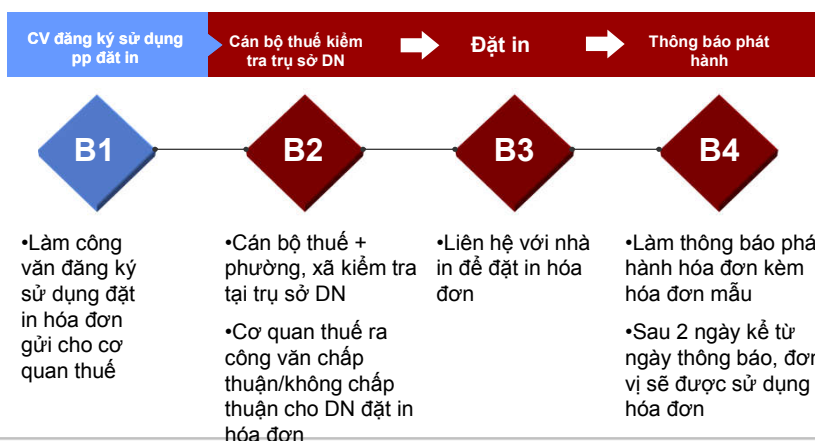 CV đăng ký sử dụng
pp đăt in
Cán bộ thuế kiểm
tra trụ sở DN
Đặt in
Thông báo phát
hành
B1
B2
B3
B4
•Làm công
văn đăng ký
sử dụng đặt
in hóa đơn
gửi cho cơ
quan thuế
•Cán bộ thuế +
phường, xã kiểm tra
tại trụ sở DN
•Cơ quan thuế ra
công văn chấp
thuận/không chấp
thuận cho DN đặt in
hóa đơn
•Liên hệ với nhà
in để đặt in hóa
đơn
•Làm thông báo phá
hành hóa đơn kèm
hóa đơn mẫu
•Sau 2 ngày kể từ
ngày thông báo, đơn
vị sẽ được sử dụng
hóa đơn